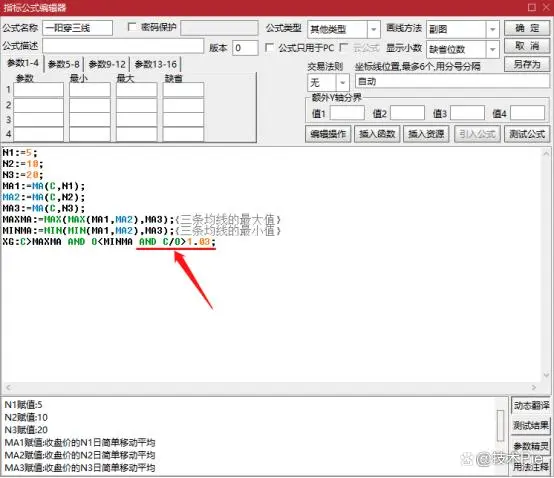 指标公式编辑器
公式名称 一阳穿三线 密码保护 公式类型 其他类型 画线方法 副图 确 定
公式描述 版本 0 公式只用于PC 云公式 显示小数 缺省位数 取 消
参数1-4 参数5-8 参数9-12 参数13-16 交易法则 坐标线位置,最多6个,用分号分隔 另存为
参数 最小 最大 缺省 无 自动
1
2
3
4
额外Y轴分界
值1 值2 值3 值4
编辑操作 插入函数 插入资源 引入公式 测试公式
N1:=5;
N2:=10;
N3:=20;
MA1:=MA(C,N1);
MA2:=MA(C,N2);
MA3:=MA(C,N3);
MAXMA:=MAX(MAX(MA1,MA2),MA3);{三条均线的最大值}
MINMA:=MIN(MIN(MA1,MA2),MA3);{三条均线的最小值}
XG:C>MAXMA AND O<MINMA AND C/O>1.03;
N1赋值:5
N2赋值:10
N3赋值:20
MA1赋值:收盘价的N1日简单移动平均
MA2赋值:收盘价的N2日简单移动平均
MA3赋值:收盘价的N3日简单移动平均
动态翻译
测试结果
参数精灵
用法注释